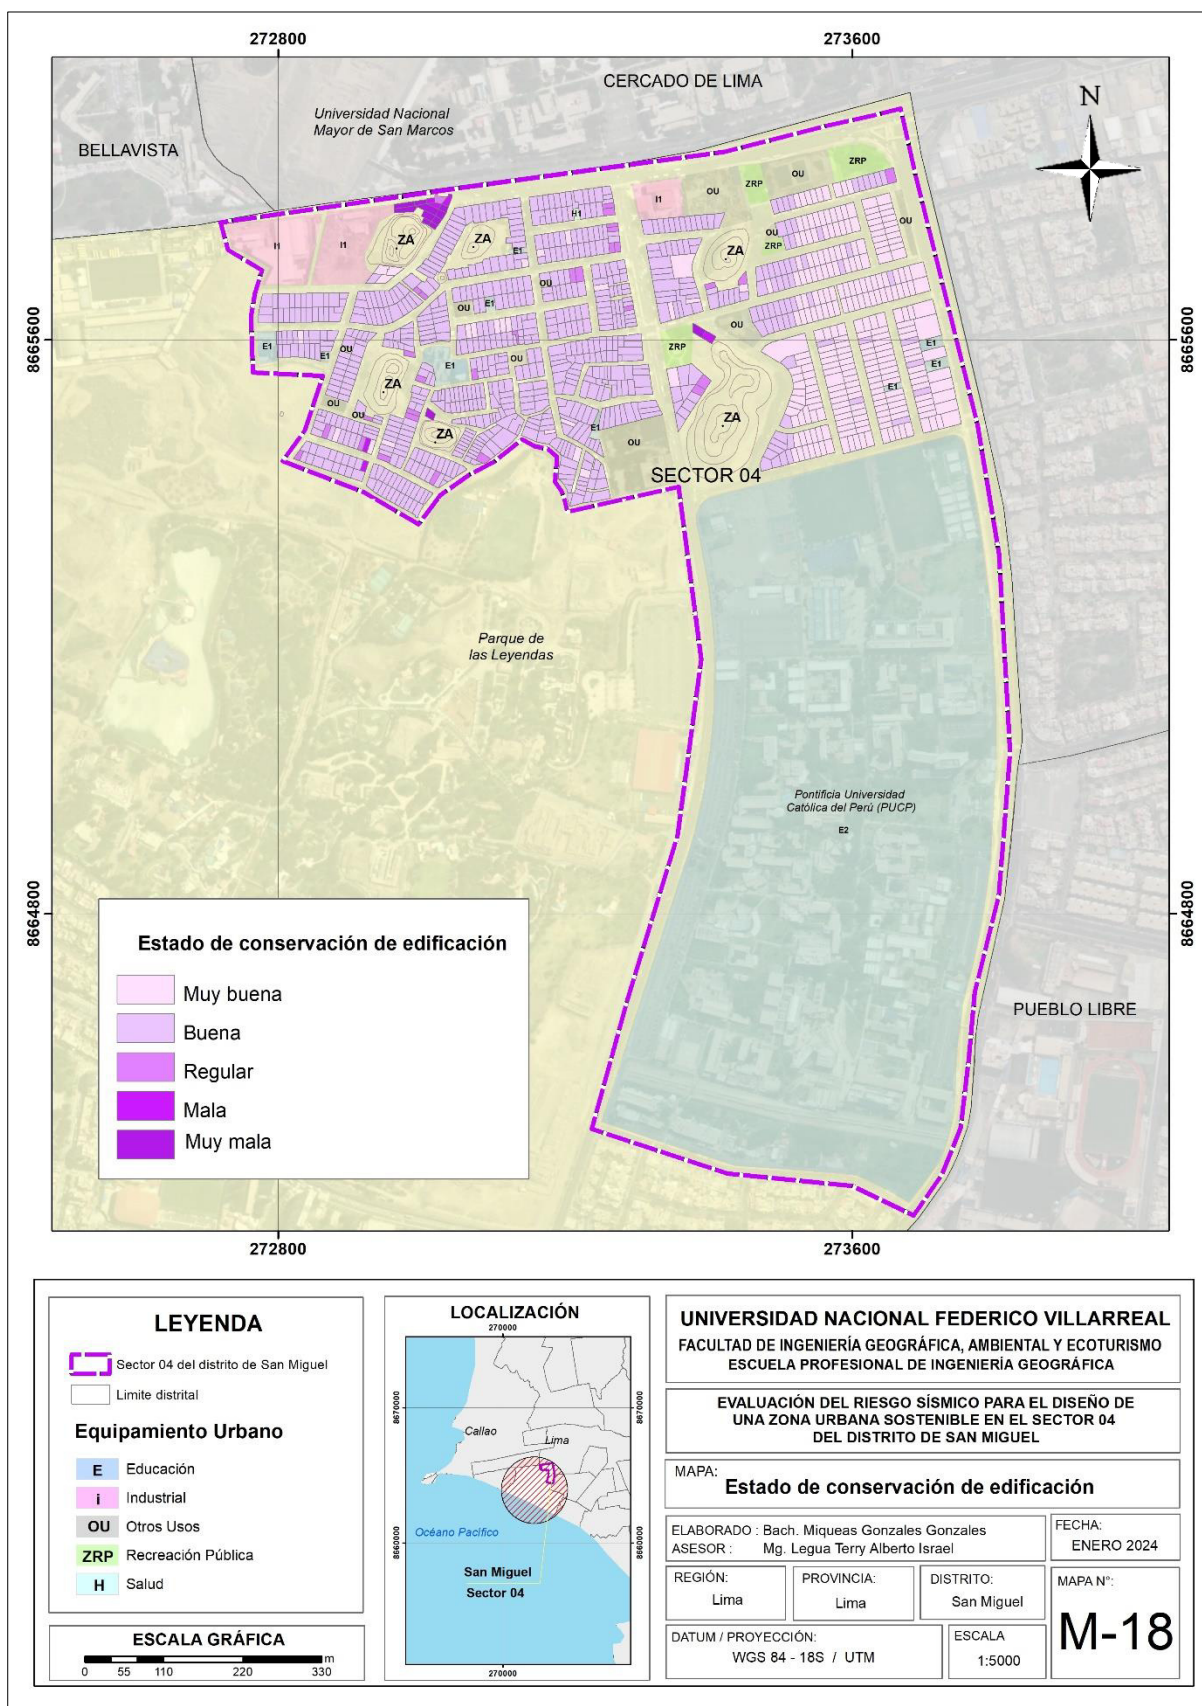 272800
273600
CERCADO DE LIMA
Universidad Nacional
Mayor de San Marcos
N
BELLAVISTA
ZRP
OU
ZRP
OU
I1
H1
OU
OU
ZRP
ZA
ZA
ZA
E1
I1
I1
OU
E1
OU
OU
8665600
8665600
E1
E1
OU
OU
E1
ZRP
E1
E1
E1
ZA
OU
OU
ZA
ZA
E1
OU
SECTOR 04
Parque de
las Leyendas
Pontificia Universidad
Católica del Perú (PUCP)
E2
8664800
8664800
PUEBLO LIBRE
Estado de conservación de edificación
Muy buena
Buena
Regular
Mala
Muy mala
272800
273600
LEYENDA
Sector 04 del distrito de San Miguel
Limite distrital
Equipamiento Urbano
E Educación
i Industrial
OU Otros Usos
ZRP Recreación Pública
H Salud
ESCALA GRÁFICA
m
0 55 110 220 330
LOCALIZACIÓN
270000
8670000
8670000
Callao
Lima
Océano Pacífico
8660000
8660000
San Miguel
Sector 04
270000
UNIVERSIDAD NACIONAL FEDERICO VILLARREAL
FACULTAD DE INGENIERÍA GEOGRÁFICA, AMBIENTAL Y ECOTURISMO
ESCUELA PROFESIONAL DE INGENIERÍA GEOGRÁFICA
EVALUACIÓN DEL RIESGO SÍSMICO PARA EL DISEÑO DE
UNA ZONA URBANA SOSTENIBLE EN EL SECTOR 04
DEL DISTRITO DE SAN MIGUEL
MAPA:
Estado de conservación de edificación
ELABORADO : Bach. Miqueas Gonzales Gonzales
ASESOR : Mg. Legua Terry Alberto Israel
FECHA:
ENERO 2024
REGIÓN:
Lima
PROVINCIA:
Lima
DISTRITO:
San Miguel
MAPA N°:
M-18
DATUM / PROYECCIÓN:
WGS 84 - 18S / UTM
ESCALA
1:5000